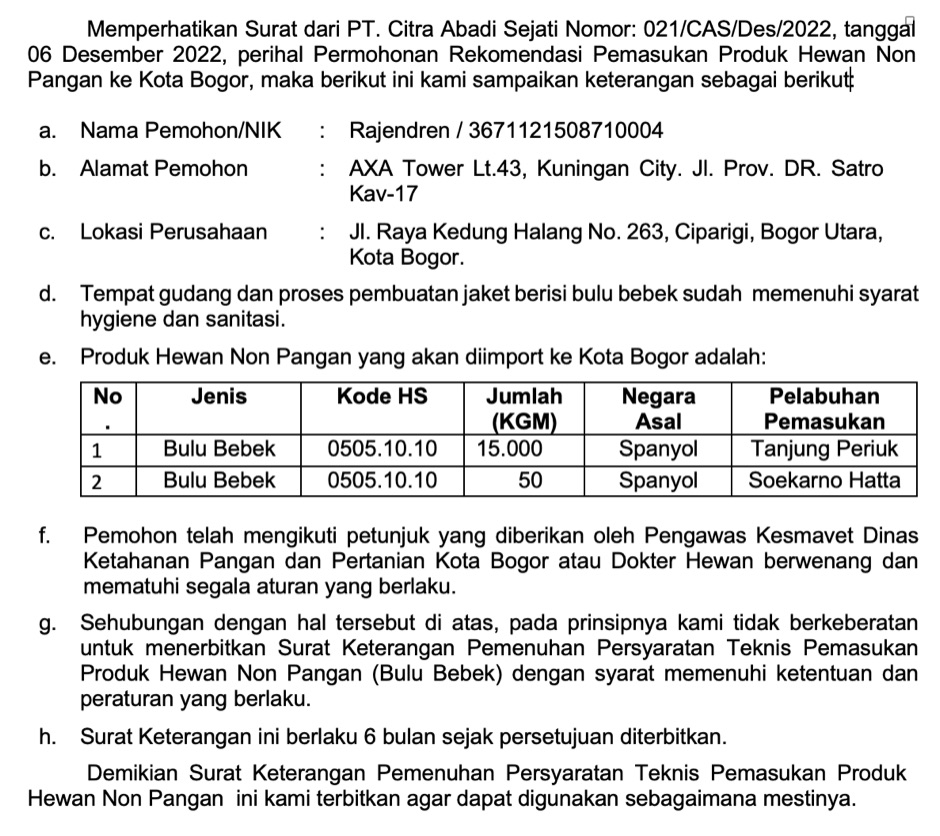 Memperhatikan Surat dari PT. Citra Abadi Sejati Nomor: 021/CAS/Des/2022, tanggal
06 Desember 2022, perihal Permohonan Rekomendasi Pemasukan Produk Hewan Non
Pangan ke Kota Bogor, maka berikut ini kami sampaikan keterangan sebagai berikut:
a. Nama Pemohon/NIK : Rajendren / 3671121508710004
b. Alamat Pemohon : AXA Tower Lt.43, Kuningan City. Jl. Prov. DR. Satro
Kav-17
c. Lokasi Perusahaan : Jl. Raya Kedung Halang No. 263, Ciparigi, Bogor Utara,
Kota Bogor.
d. Tempat gudang dan proses pembuatan jaket berisi bulu bebek sudah memenuhi syarat
hygiene dan sanitasi.
e. Produk Hewan Non Pangan yang akan diimport ke Kota Bogor adalah:
No Jenis Kode HS Jumlah Negara Pelabuhan
. (KGM) Asal Pemasukan
1 Bulu Bebek 0505.10.10 15.000 Spanyol Tanjung Periuk
2 Bulu Bebek 0505.10.10 50 Spanyol Soekarno Hatta
f. Pemohon telah mengikuti petunjuk yang diberikan oleh Pengawas Kesmavet Dinas
Ketahanan Pangan dan Pertanian Kota Bogor atau Dokter Hewan berwenang dan
mematuhi segala aturan yang berlaku.
g. Sehubungan dengan hal tersebut di atas, pada prinsipnya kami tidak berkeberatan
untuk menerbitkan Surat Keterangan Pemenuhan Persyaratan Teknis Pemasukan
Produk Hewan Non Pangan (Bulu Bebek) dengan syarat memenuhi ketentuan dan
peraturan yang berlaku.
h. Surat Keterangan ini berlaku 6 bulan sejak persetujuan diterbitkan.
Demikian Surat Keterangan Pemenuhan Persyaratan Teknis Pemasukan Produk
Hewan Non Pangan ini kami terbitkan agar dapat digunakan sebagaimana mestinya.